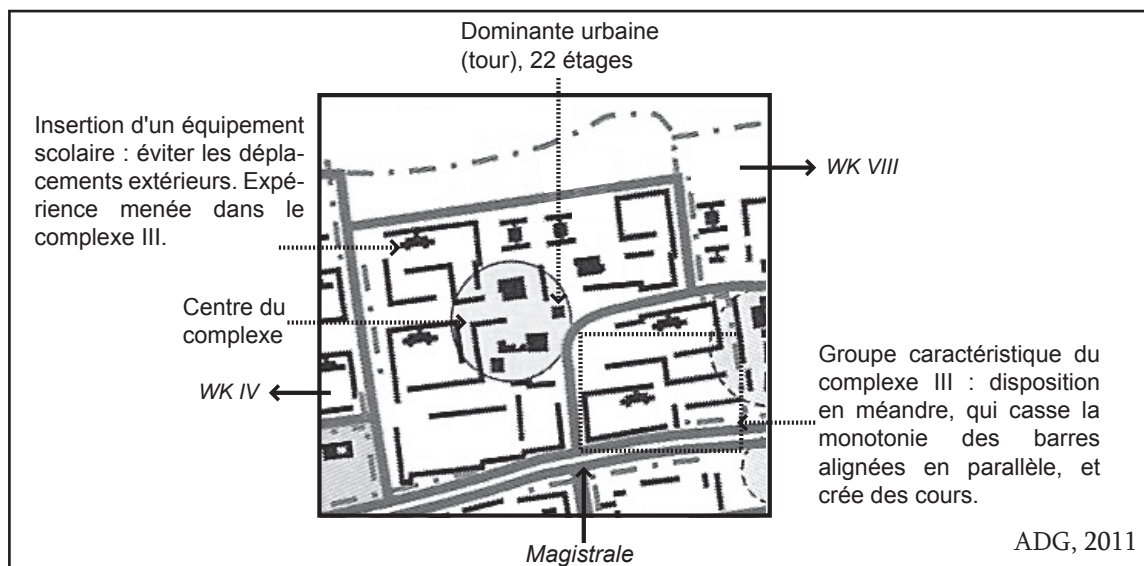 Dominante urbaine
(tour), 22 étages
Insertion d'un équipement
scolaire : éviter les dépla-
cements extérieurs. Expé-
rience menée dans le
complexe III.
WK VIII
Centre du
complexe
WK IV
Groupe caractéristique du
complexe III : disposition
en méandre, qui casse la
monotonie des barres
alignées en parallèle, et
crée des cours.
Magistrale
ADG, 2011